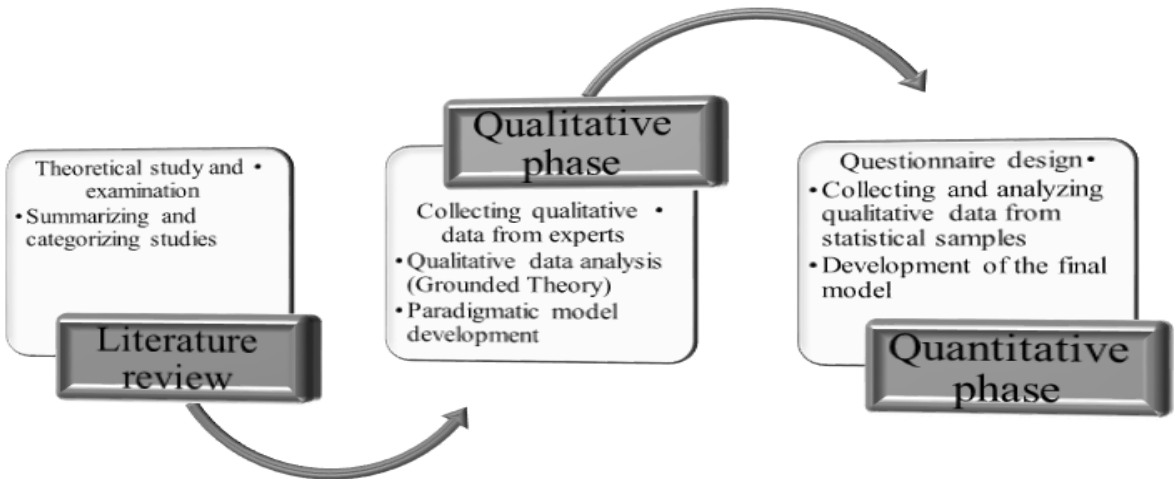 Theoretical study and •
examination
• Summarizing and
categorizing studies
Literature
review
Qualitative
phase
Collecting qualitative •
data from experts
• Qualitative data analysis
(Grounded Theory)
• Paradigmatic model
development
Questionnaire design •
• Collecting and analyzing
qualitative data from
statistical samples
• Development of the final
model
Quantitative
phase